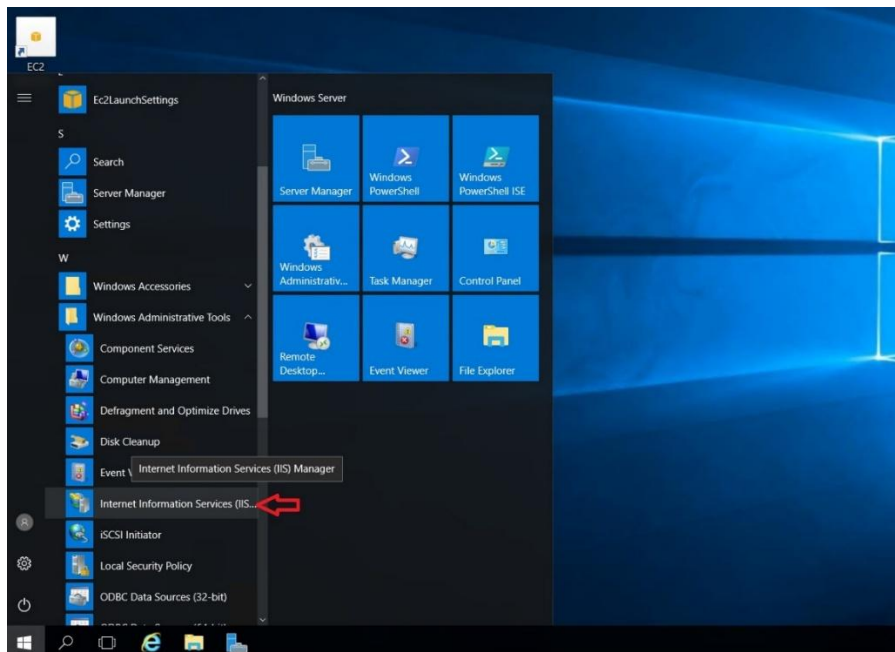 EC2
Ec2LaunchSettings
S
Search
Server Manager
Settings
W
Windows Accessories
Windows Administrative Tools
Component Services
Computer Management
Defragment and Optimize Drives
Disk Cleanup
Event V
Internet Information Services (IIS) Manager
Internet Information Services (IIS...
iSCSI Initiator
Local Security Policy
ODBC Data Sources (32-bit)
Windows Server
Server Manager
Windows
PowerShell
Windows
PowerShell ISE
Windows
Administrativ...
Task Manager
Control Panel
Remote
Desktop...
Event Viewer
File Explorer